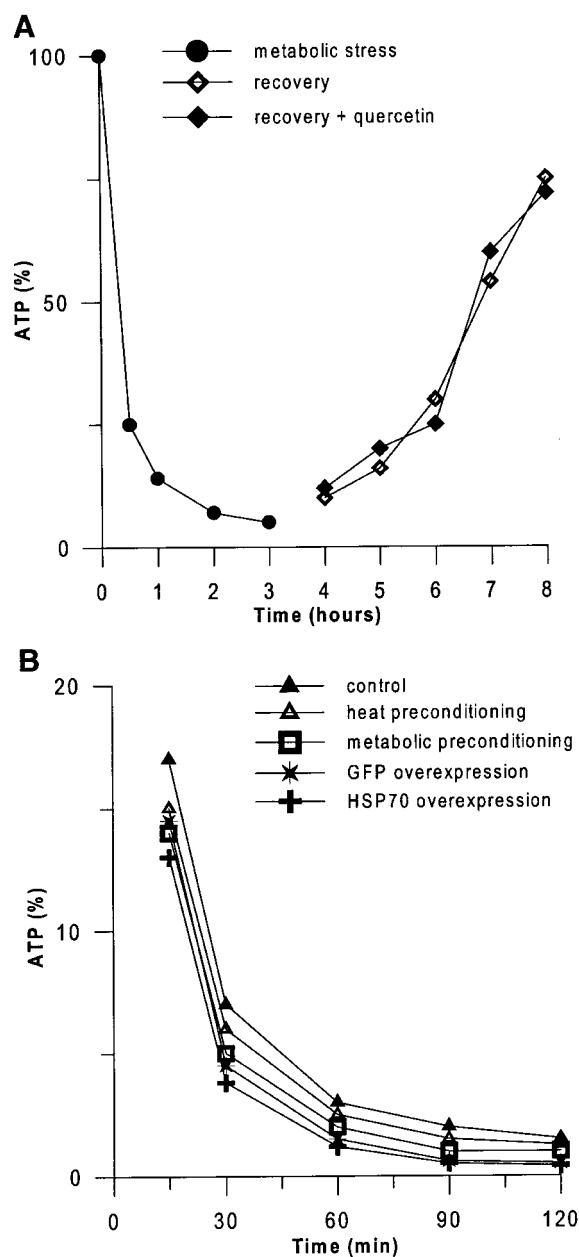 A
metabolic stress
recovery
recovery + quercetin
100
50
0
ATP (%)
0 1 2 3 4 5 6 7 8
Time (hours)
B
control
heat preconditioning
metabolic preconditioning
GFP overexpression
HSP70 overexpression
20
10
0
ATP (%)
0 30 60 90 120
Time (min)